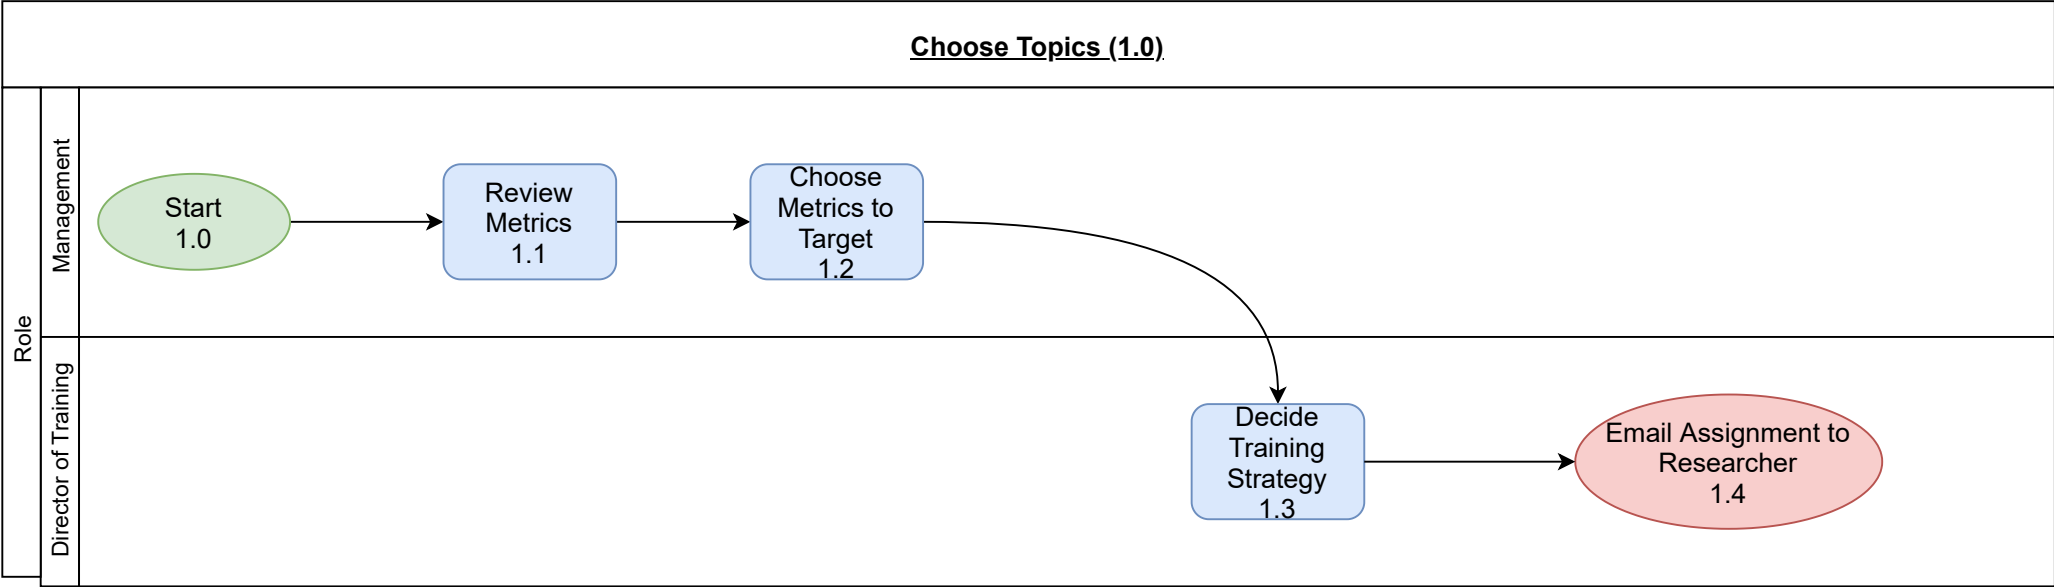 Choose Topics (1.0)
Role
Management
Start
1.0
Review
Metrics
1.1
Choose
Metrics to
Target
1.2
Director of Training
Decide
Training
Strategy
1.3
Email Assignment to
Researcher
1.4